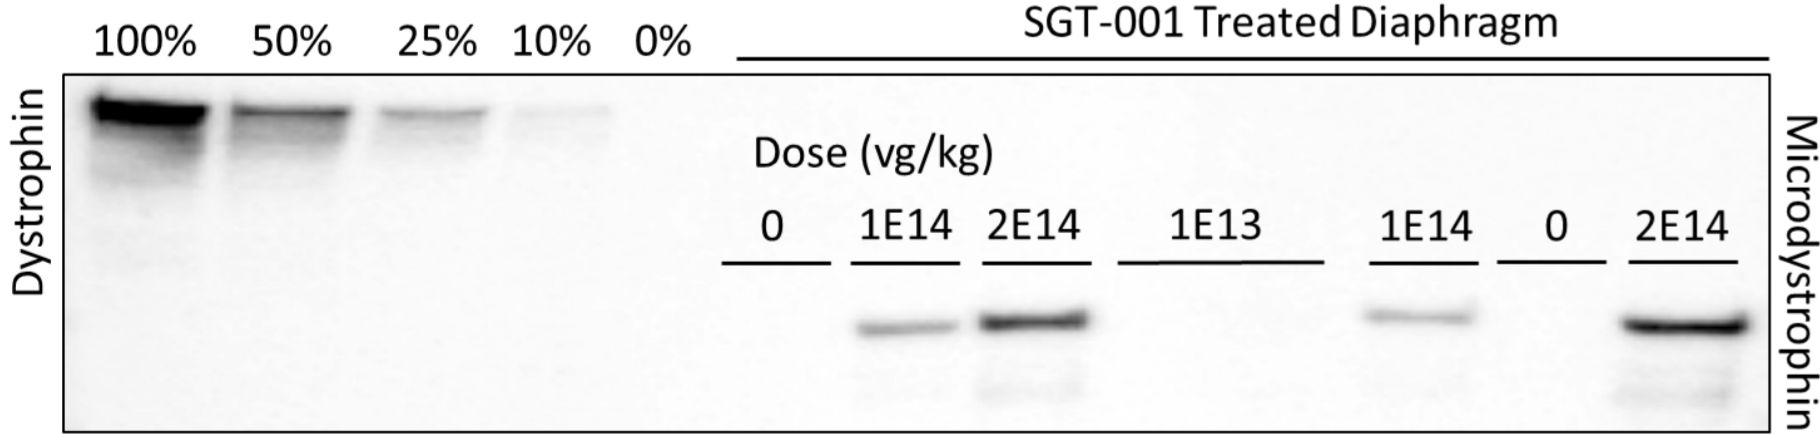 SGT-001 Treated Diaphragm
100% 50% 25% 10% 0%
Dystrophin
Dose (vg/kg)
0 1E14 2E14 1E13 1E14 0 2E14
Microdystrophin